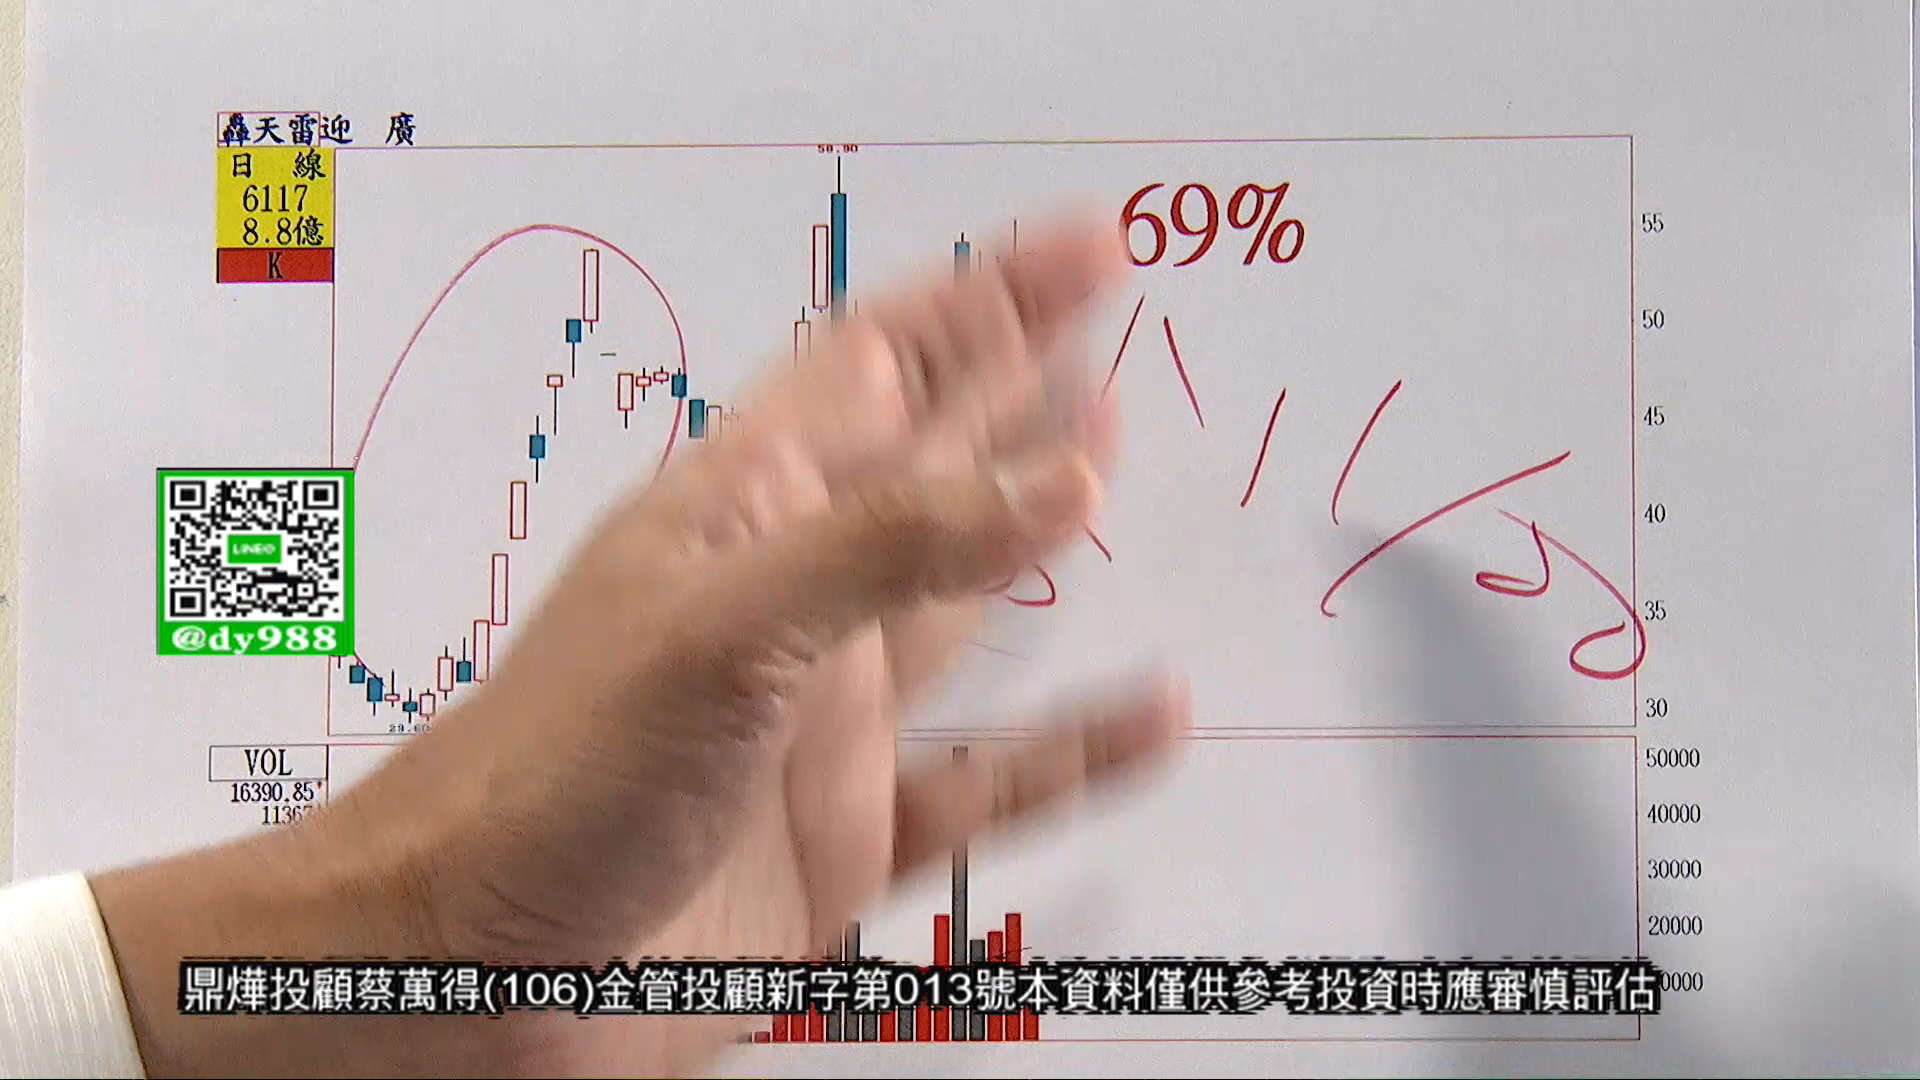 轟天雷迎 廣
日 線
6117
8.8億
K
58.90
69%
55
50
45
40
35
30
LINE@
@dy988
VOL
16390.85
50000
40000
30000
20000
鼎燁投顧蔡萬得(106)金管投顧新字第013號本資料僅供參考投資時應審慎評估